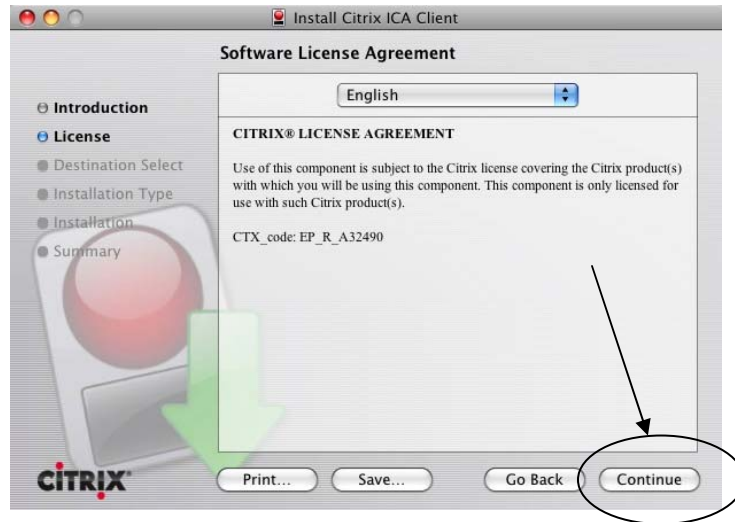 Install Citrix ICA Client
Software License Agreement
Introduction
License
Destination Select
Installation Type
Installation
Summary
English
CITRIX® LICENSE AGREEMENT
Use of this component is subject to the Citrix license covering the Citrix product(s)
with which you will be using this component. This component is only licensed for
use with such Citrix product(s).
CTX_code: EP_R_A32490
CITRIX®
Print...
Save...
Go Back
Continue